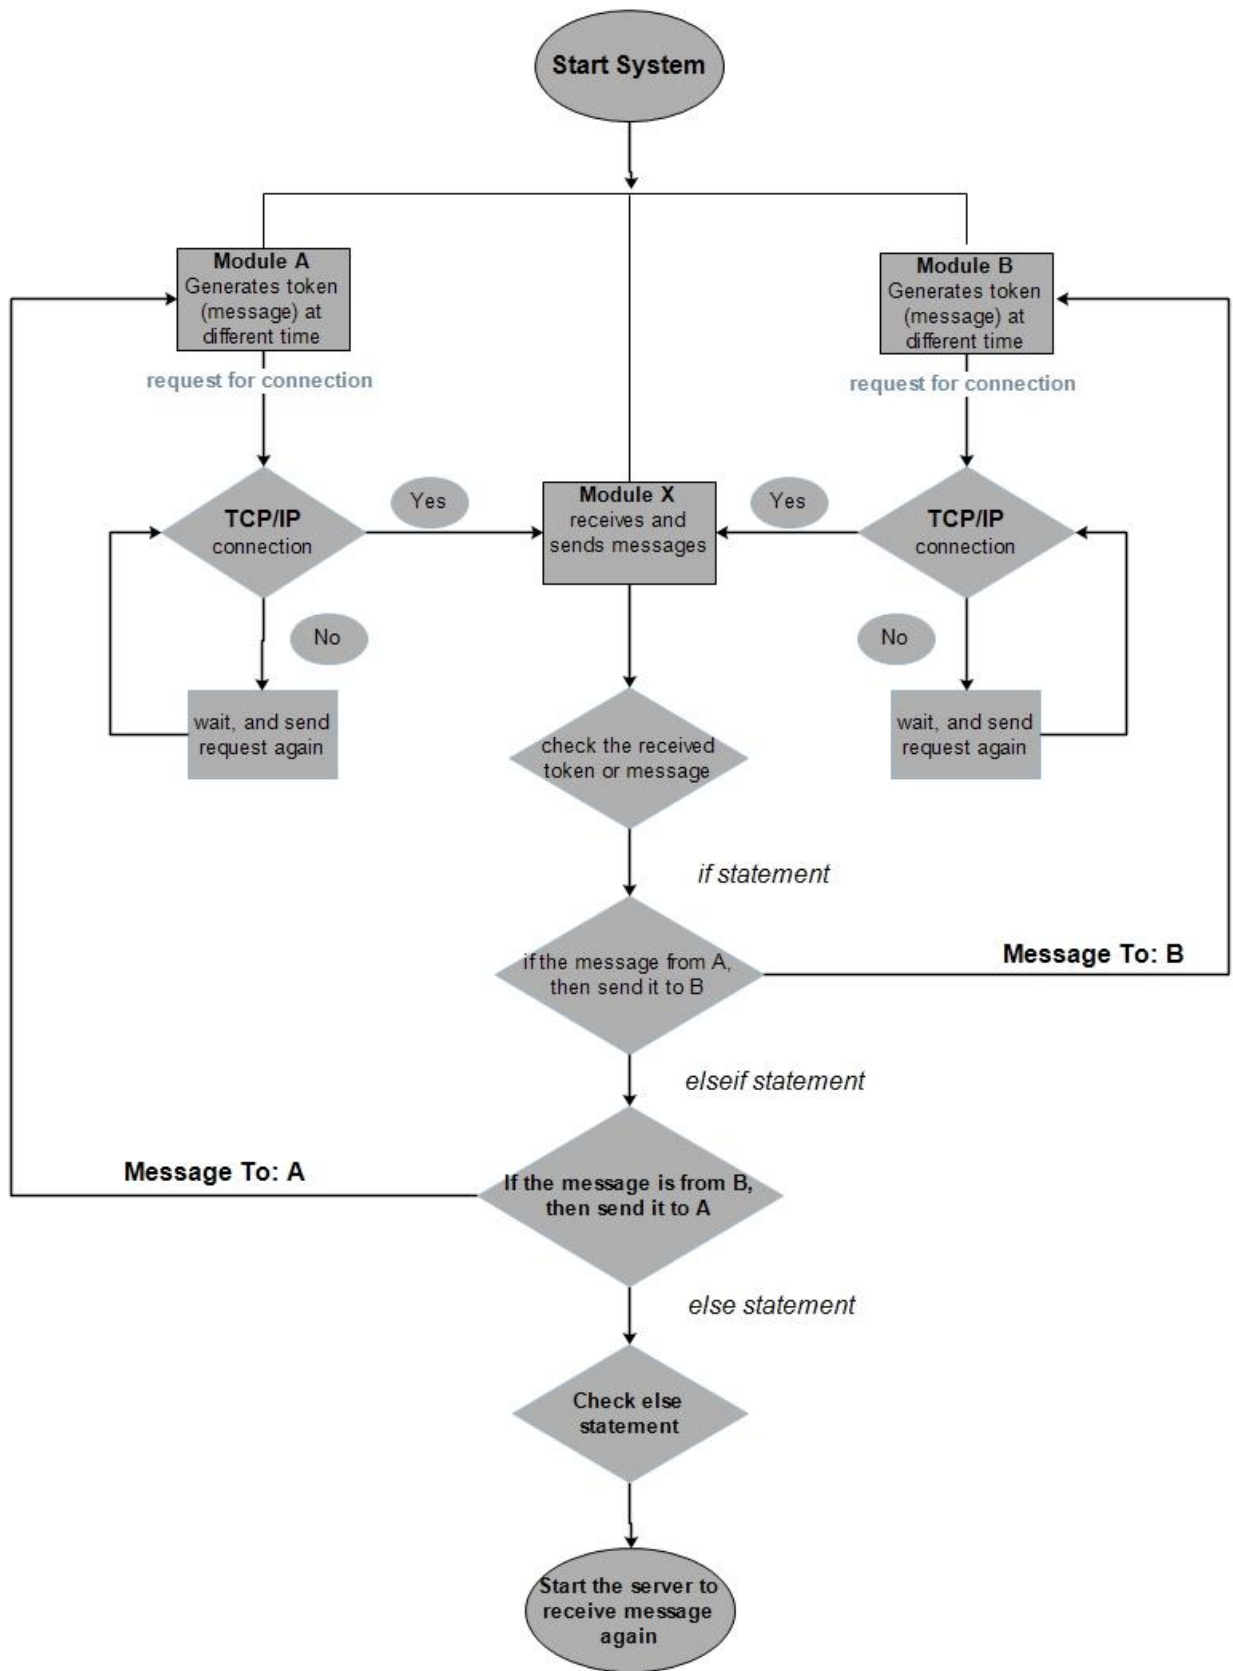 Start System
Module A
Generates token
(message) at
different time
Module B
Generates token
(message) at
different time
request for connection
request for connection
TCP/IP
connection
Yes
Module X
receives and
sends messages
Yes
TCP/IP
connection
No
No
wait, and send
request again
wait, and send
request again
check the received
token or message
if statement
if the message from A,
then send it to B
Message To: B
elseif statement
Message To: A
If the message is from B,
then send it to A
else statement
Check else
statement
Start the server to
receive message
again